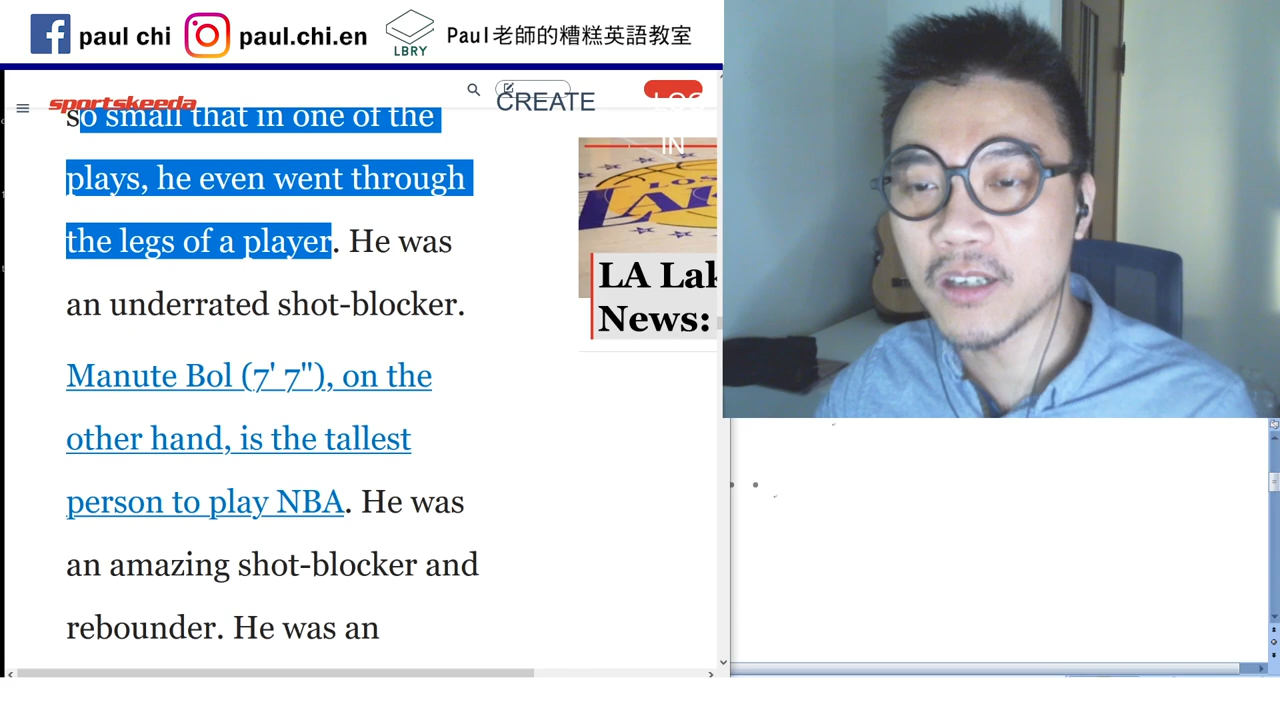 paul chi
paul.chi.en
LBRY
Paul老師的糟糕英語教室
sportskeeda
CREATE
LOG
IN
so small that in one of the
plays, he even went through
the legs of a player. He was
an underrated shot-blocker.
Manute Bol (7' 7"), on the
other hand, is the tallest
person to play NBA. He was
an amazing shot-blocker and
rebounder. He was an
LOS
LA Lak
News: